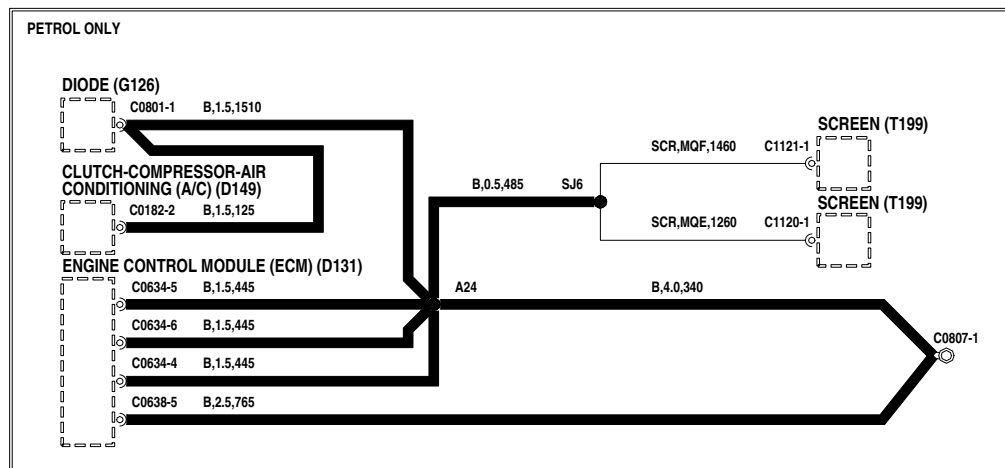 PETROL ONLY
DIODE (G126)
C0801-1 B,1.5,1510
CLUTCH-COMPRESSOR-AIR
CONDITIONING (A/C) (D149)
C0182-2 B,1.5,125
ENGINE CONTROL MODULE (ECM) (D131)
C0634-5 B,1.5,445
C0634-6 B,1.5,445
C0634-4 B,1.5,445
C0638-5 B,2.5,765
B,0.5,485 SJ6
A24 B,4.0,340
SCREEN (T199)
SCR,MQF,1460 C1121-1
SCREEN (T199)
SCR,MQE,1260 C1120-1
C0807-1